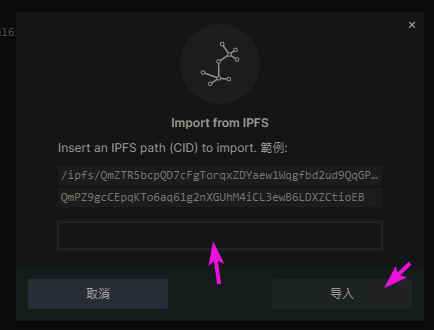 ×
Import from IPFS
Insert an IPFS path (CID) to import. 範例:
/ipfs/QmZTR5bcpQD7cFgTorqxZDYaew1Wqgfbd2ud9QqGP…
QmPZ9gcCEpqKTo6aq61g2nXGUhM4iCL3ewB6LDXZCtioEB
取消
导入